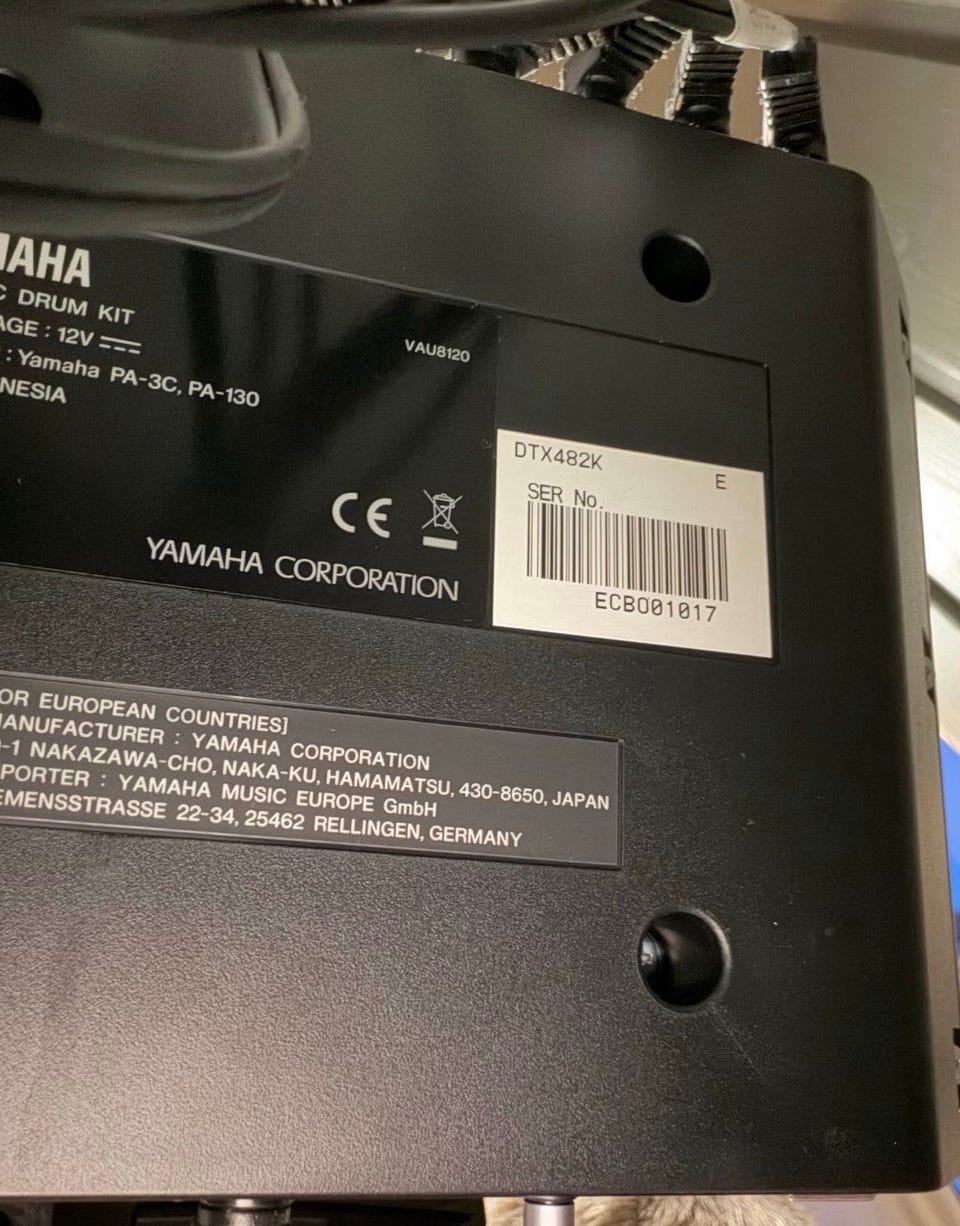 MAHA
C DRUM KIT
AGE : 12V
: Yamaha PA-3C, PA-130
NESIA
VAU8120
CE
YAMAHA CORPORATION
DTX482K
E
SER No.
ECBO01017
OR EUROPEAN COUNTRIES]
MANUFACTURER : YAMAHA CORPORATION
-1 NAKAZAWA-CHO, NAKA-KU, HAMAMATSU, 430-8650, JAPAN
PORTER : YAMAHA MUSIC EUROPE GmbH
EMENSSTRASSE 22-34, 25462 RELLINGEN, GERMANY